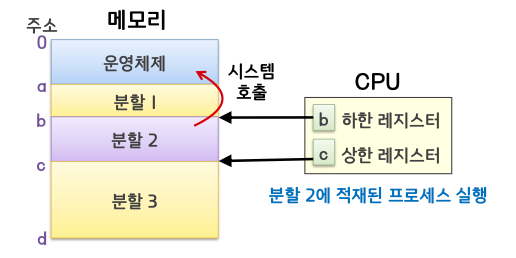 메모리
주소
0
운영체제
a
분할 1
b
분할 2
c
분할 3
d
시스템
호출
CPU
b 하한 레지스터
c 상한 레지스터
분할 2에 적재된 프로세스 실행